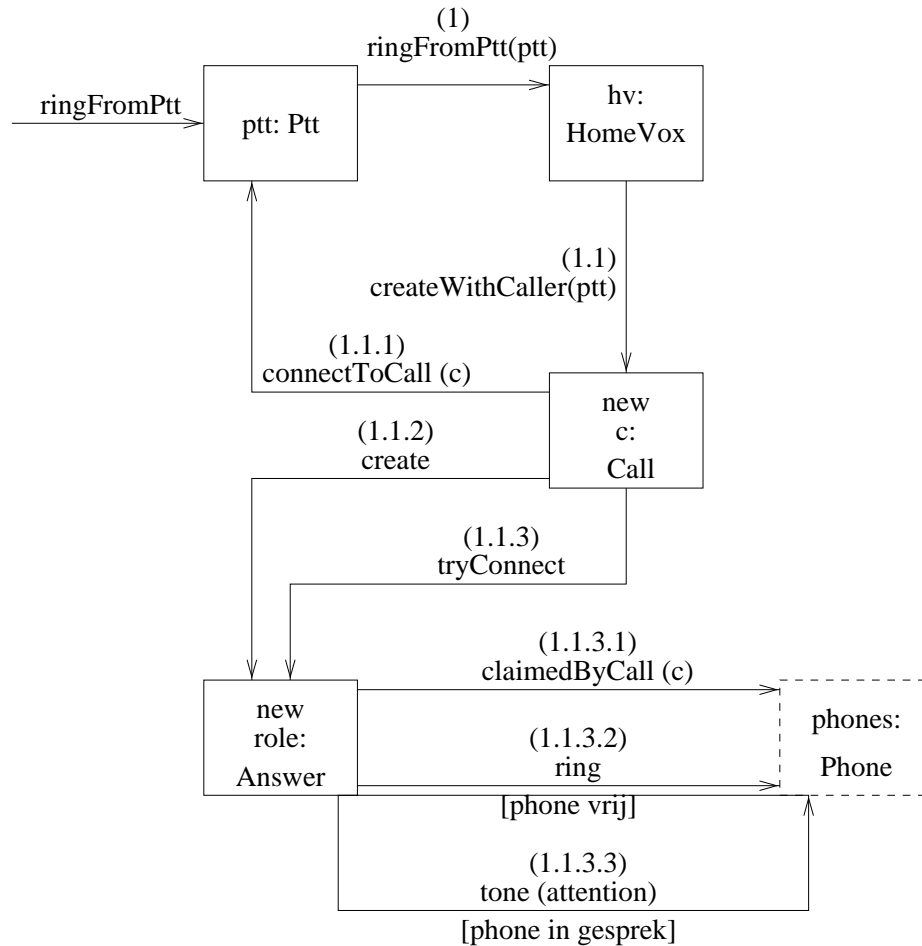 (1)
ringFromPtt(ptt)
ringFromPtt
ptt: Ptt
hv:
HomeVox
(1.1)
createWithCaller(ptt)
(1.1.1)
connectToCall (c)
new
c:
Call
(1.1.2)
create
(1.1.3)
tryConnect
(1.1.3.1)
claimedByCall (c)
new
role:
Answer
phones:
Phone
(1.1.3.2)
ring
[phone vrij]
(1.1.3.3)
tone (attention)
[phone in gesprek]